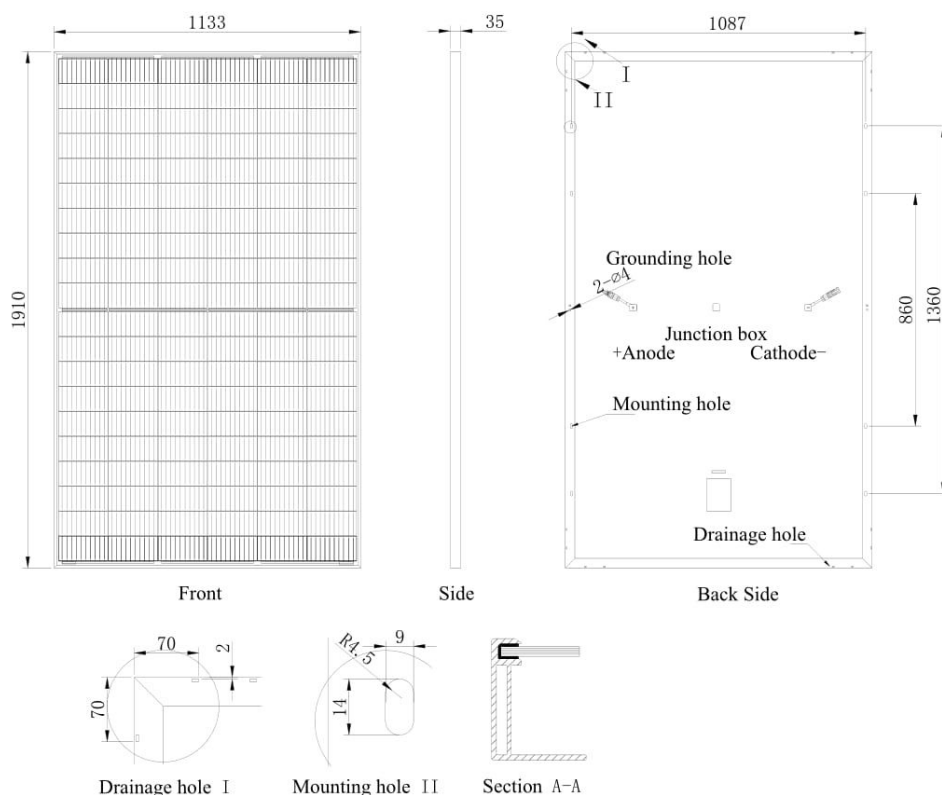 1133
35
1087
I
II
1910
Grounding hole
2-ø4
Junction box
+Anode Cathode-
860
1360
Mounting hole
Drainage hole
Front Side Back Side
70
2
70
R4.5
9
14
Drainage hole I Mounting hole II Section A-A